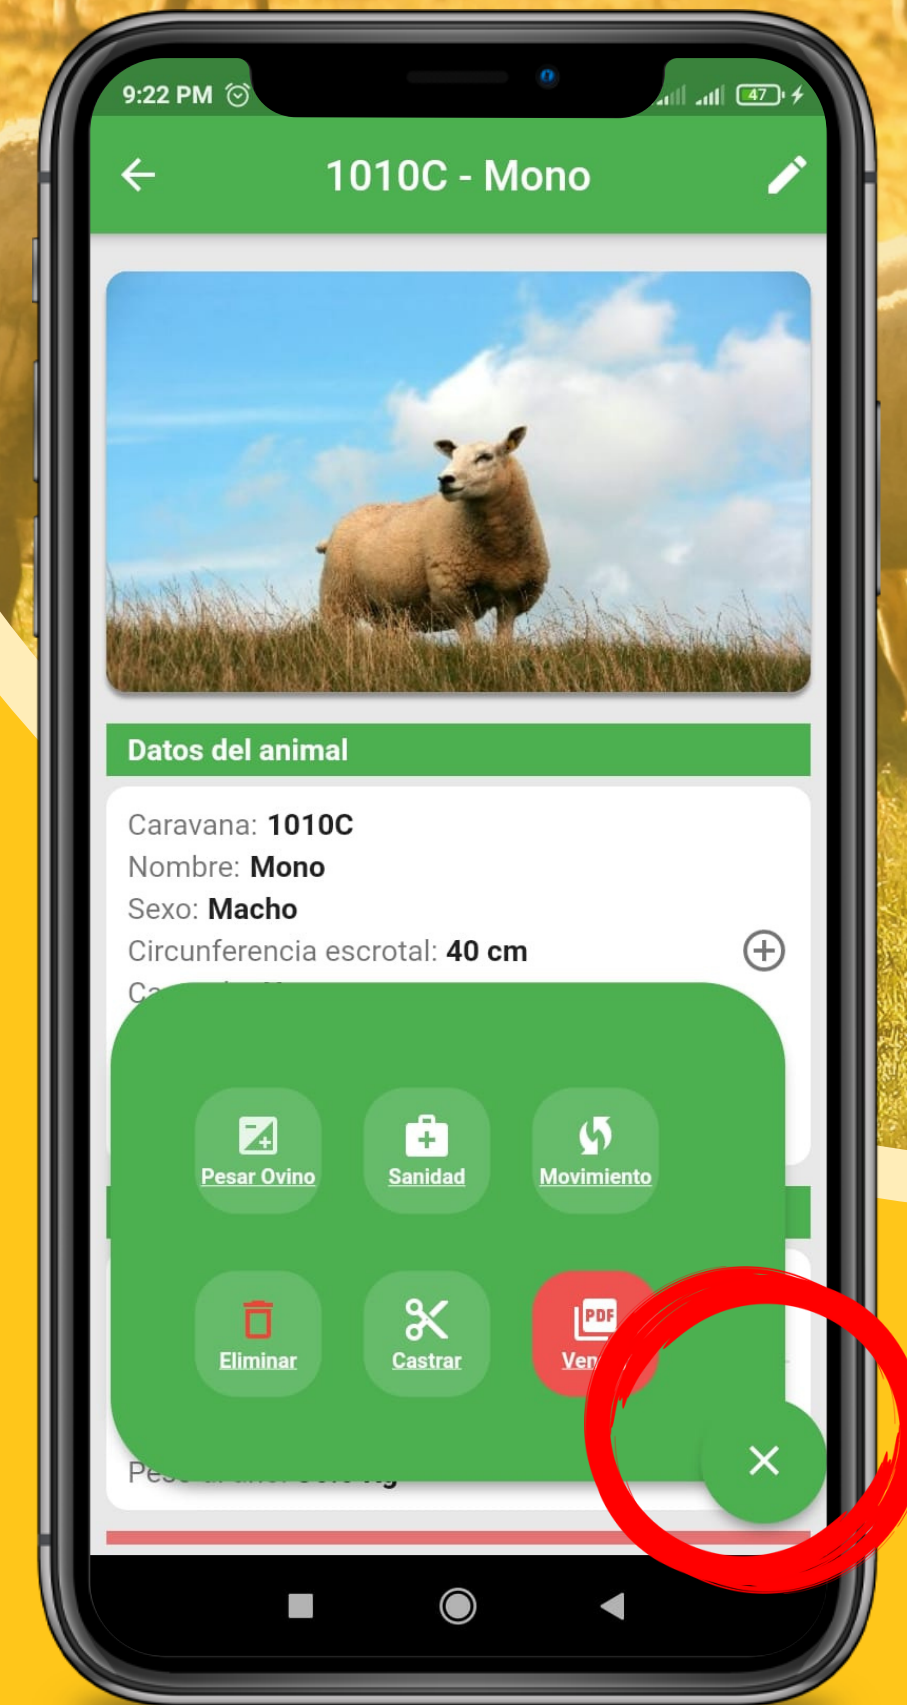 9:22 PM
47
1010C - Mono
Datos del animal
Caravana: 1010C
Nombre: Mono
Sexo: Macho
Circunferencia escrotal: 40 cm
Pesar Ovino
Sanidad
Movimiento
PDF
Eliminar
Castrar